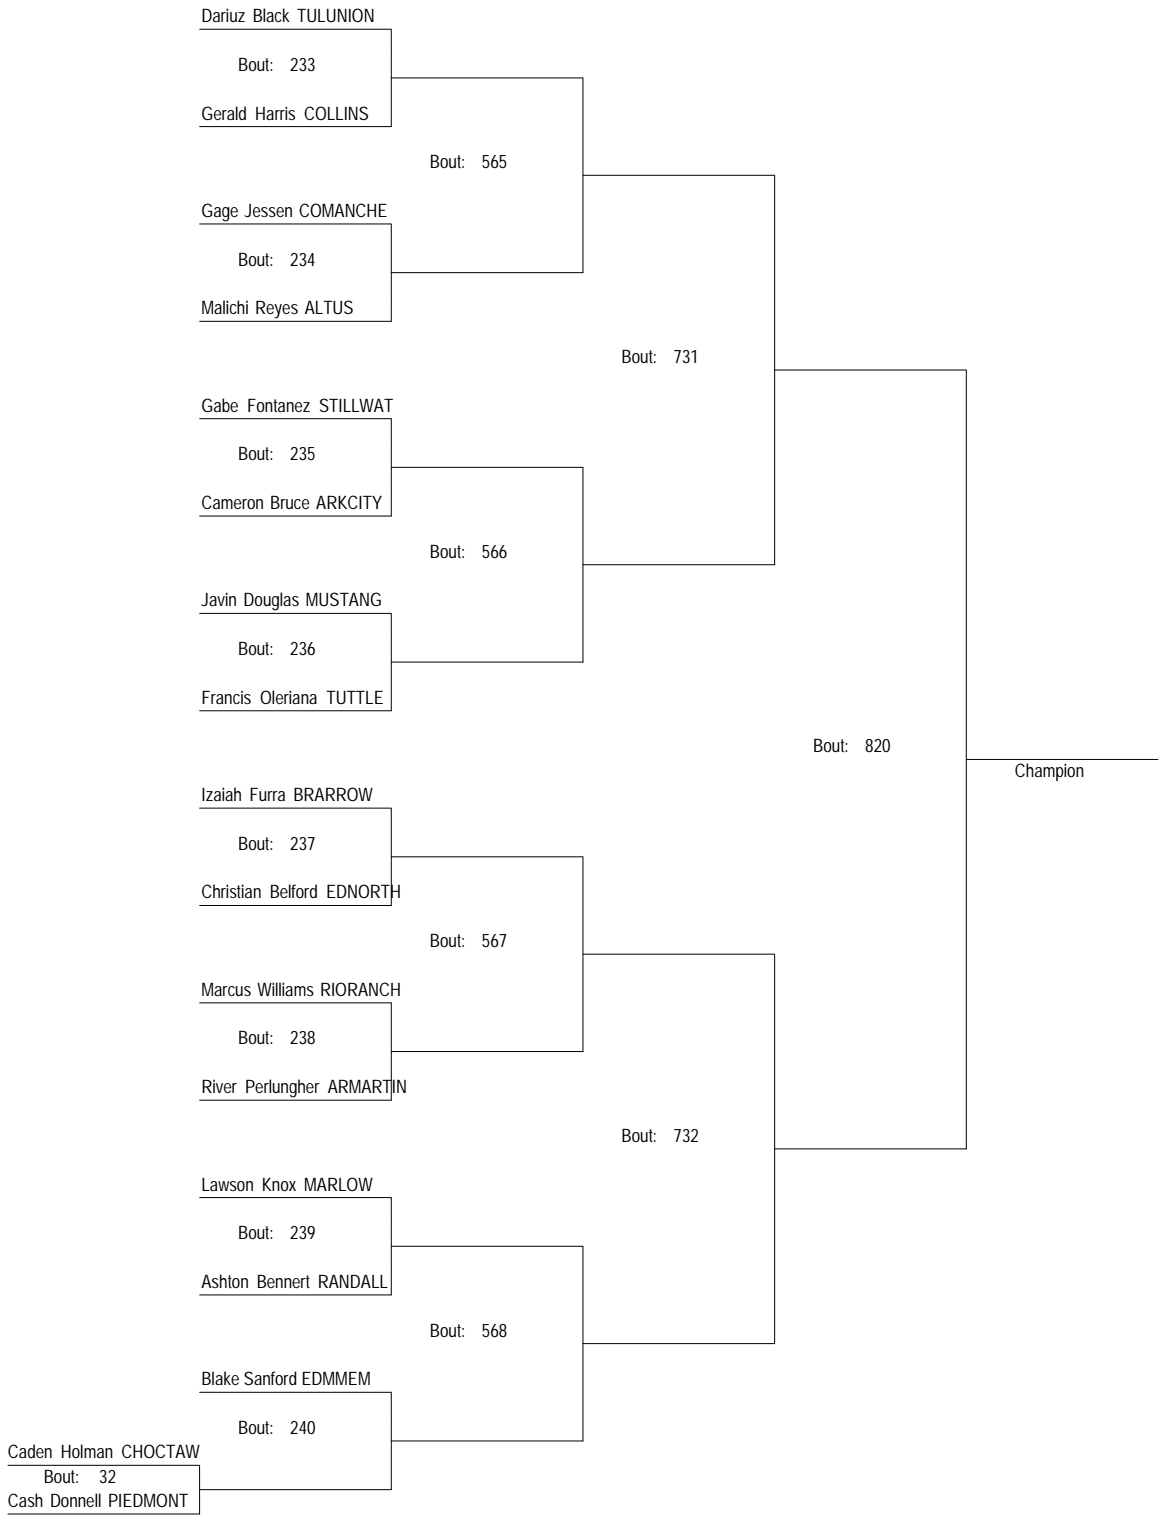 Dariuz Black TULUNION
Bout: 233
Gerald Harris COLLINS
Bout: 565
Gage Jessen COMANCHE
Bout: 234
Malichi Reyes ALTUS
Bout: 731
Gabe Fontanez STILLWAT
Bout: 235
Cameron Bruce ARKCITY
Bout: 566
Javin Douglas MUSTANG
Bout: 236
Francis Oleriana TUTTLE
Bout: 820
Champion
Izaiah Furra BRARROW
Bout: 237
Christian Belford EDNORTH
Bout: 567
Marcus Williams RIORANCH
Bout: 238
River Perlungher ARMARTIN
Bout: 732
Lawson Knox MARLOW
Bout: 239
Ashton Bennert RANDALL
Bout: 568
Blake Sanford EDMMEM
Bout: 240
Caden Holman CHOCTAW
Bout: 32
Cash Donnell PIEDMONT